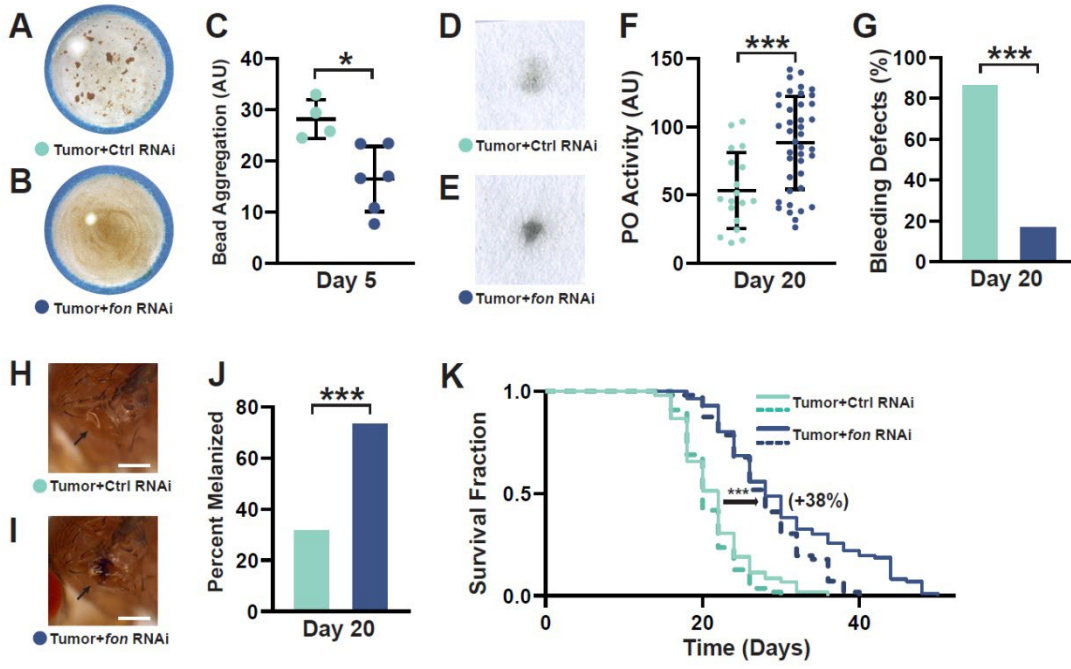 A
Tumor+Ctrl RNAi
B
Tumor+fon RNAi
C
Bead Aggregation (AU)
40
30
20
10
0
*
Day 5
D
Tumor+Ctrl RNAi
E
Tumor+fon RNAi
F
PO Activity (AU)
150
100
50
0
***
Day 20
G
Bleeding Defects (%)
100
80
60
40
20
0
***
Day 20
H
Tumor+Ctrl RNAi
I
Tumor+fon RNAi
J
Percent Melanized
80
60
40
20
0
***
Day 20
K
Survival Fraction
1.0
0.5
0.0
Tumor+Ctrl RNAi
Tumor+fon RNAi
***
(+38%)
0 20 40
Time (Days)